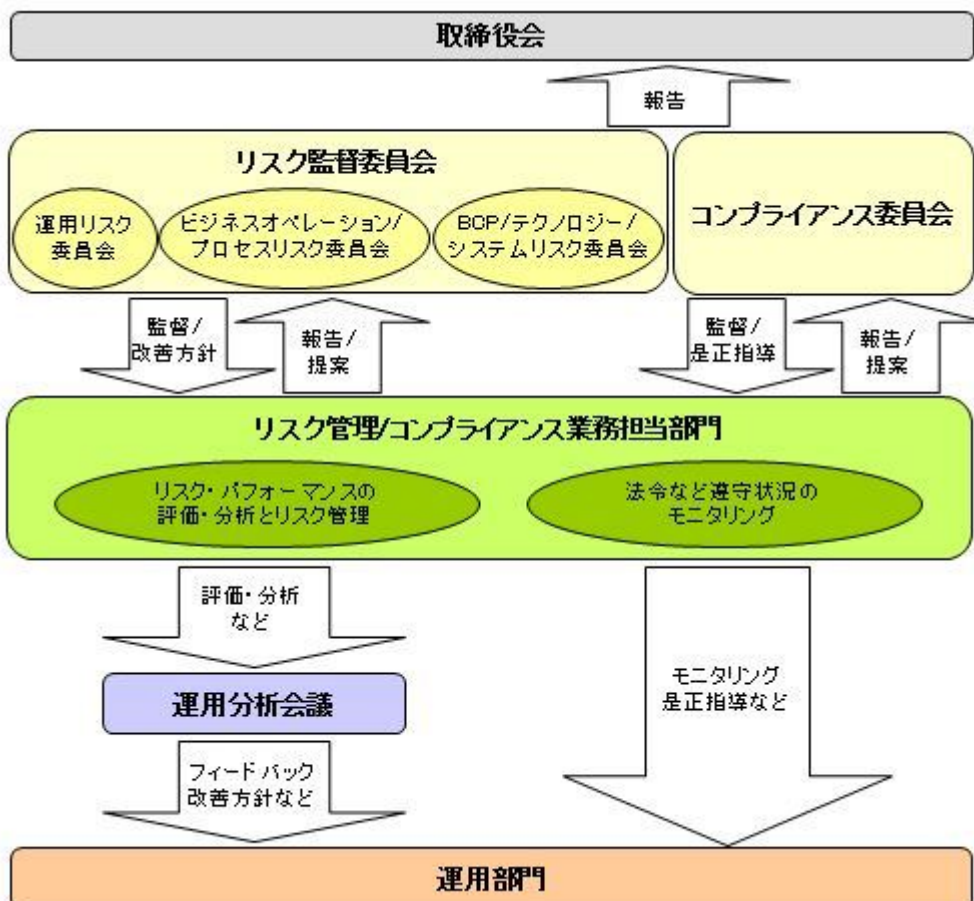 取締役会
報告
リスク監督委員会
運用リスク
委員会
ビジネスオペレーション/
プロセスリスク委員会
BCP/テクノロジー/
システムリスク委員会
コンプライアンス委員会
監督/
改善方針
報告/
提案
監督/
是正指導
報告/
提案
リスク管理/コンプライアンス業務担当部門
リスク・パフォーマンスの
評価・分析とリスク管理
法令など遵守状況の
モニタリング
評価・分析
など
運用分析会議
モニタリング
是正指導など
フィードバック
改善方針など
運用部門